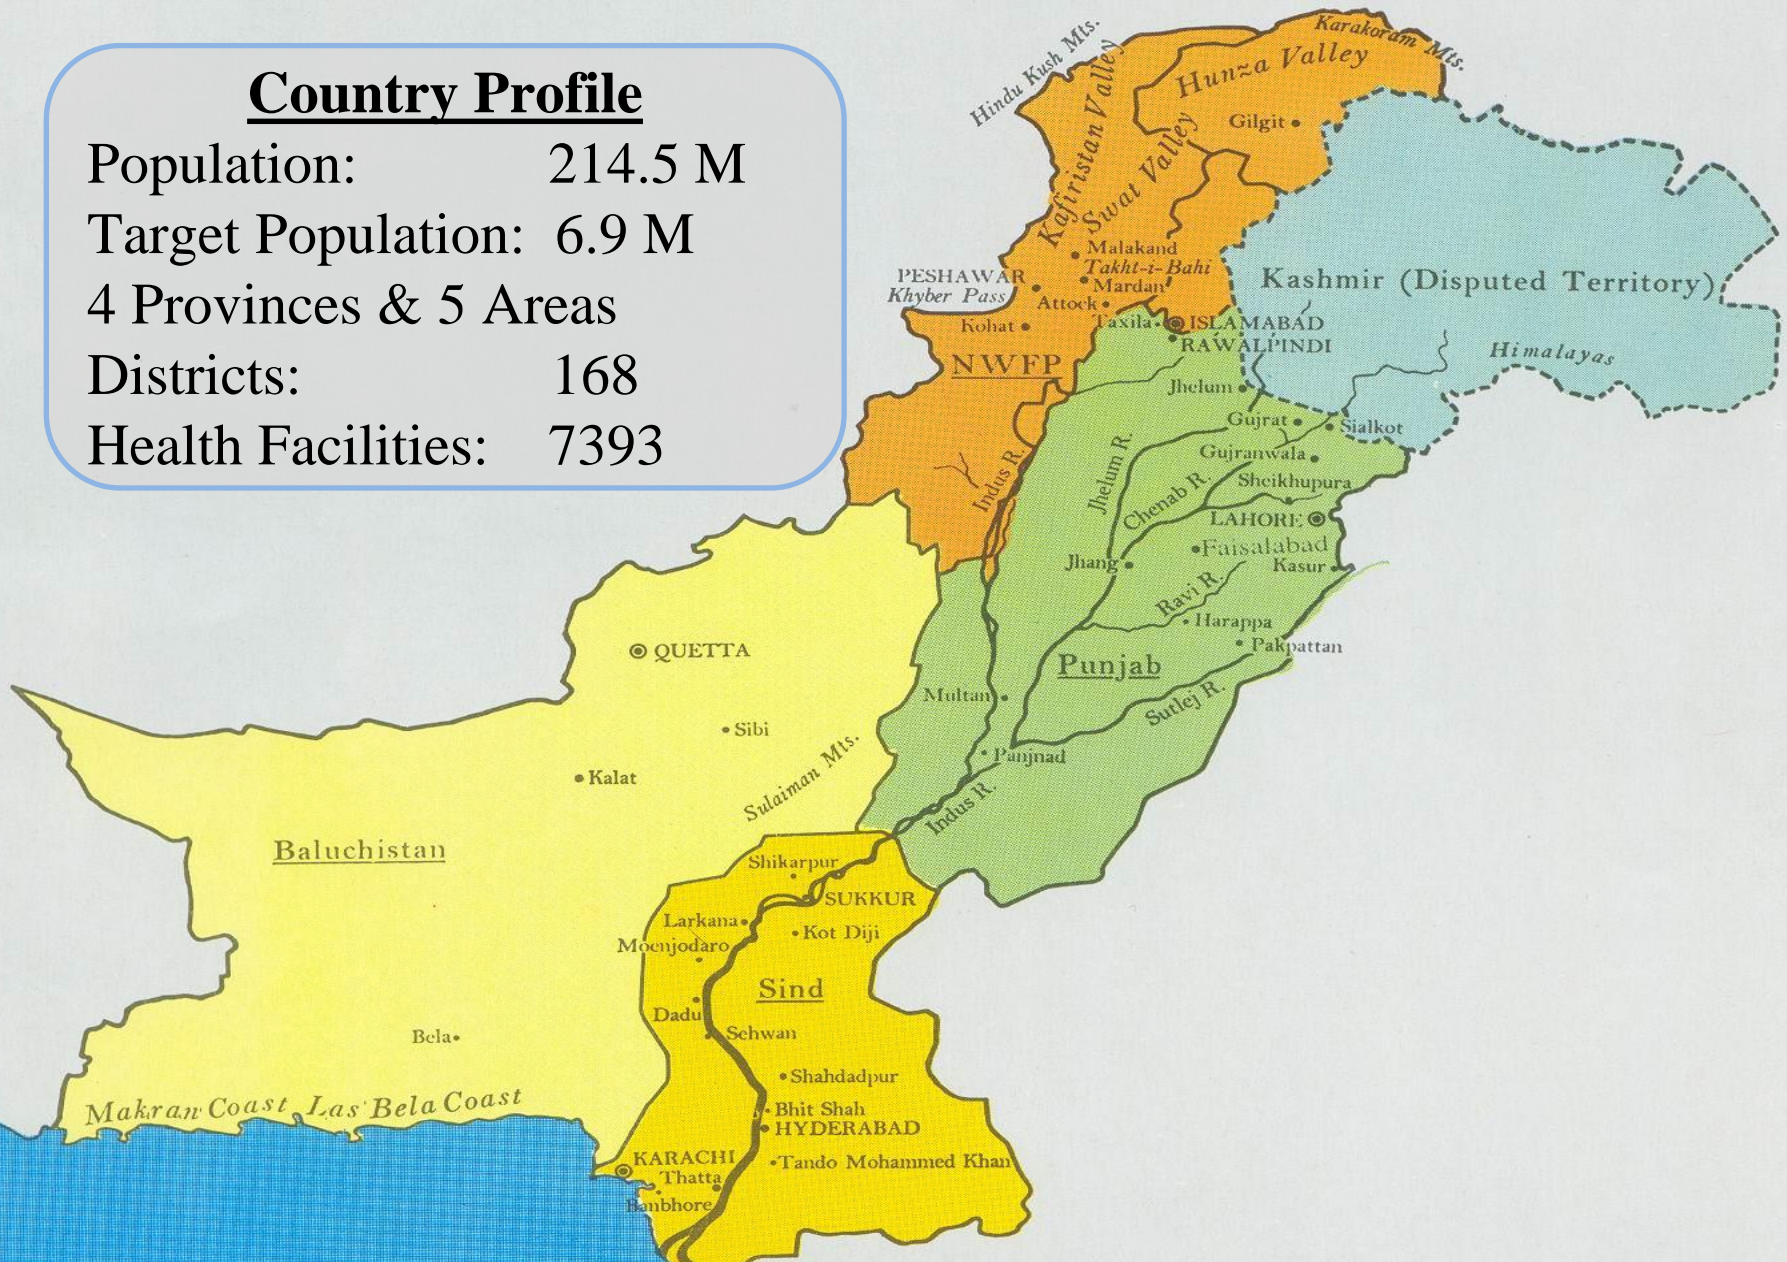 Country Profile
Population: 214.5 M
Target Population: 6.9 M
4 Provinces & 5 Areas
Districts: 168
Health Facilities: 7393
Hindu Kush Mts.
Karakoram Mts.
Hunza Valley
Kafiristan Valley
Swat Valley
Gilgit
Malakand
Takht-i-Bahi
PESHAWAR
Khyber Pass
Mardan
Attock
Kohat
Taxila
ISLAMABAD
RAWALPINDI
NWFP
Kashmir (Disputed Territory)
Himalayas
Jhelum
Gujrat
Sialkot
Jhelum R.
Gujranwala
Indus R.
Chenab R.
Sheikhupura
LAHORE
Faisalabad
Jhang
Kasur
Ravi R.
Harappa
Pakpattan
Punjab
Multan
Sutlej R.
Panjnad
Indus R.
QUETTA
Sibi
Kalat
Sulaiman Mts.
Baluchistan
Shikarpur
SUKKUR
Larkana
Kot Diji
Moenjodaro
Sind
Dadu
Sehwan
Bela
Shahdadpur
Makran Coast Las Bela Coast
Bhit Shah
HYDERABAD
KARACHI
Tando Mohammed Khan
Thatta
Banbhore